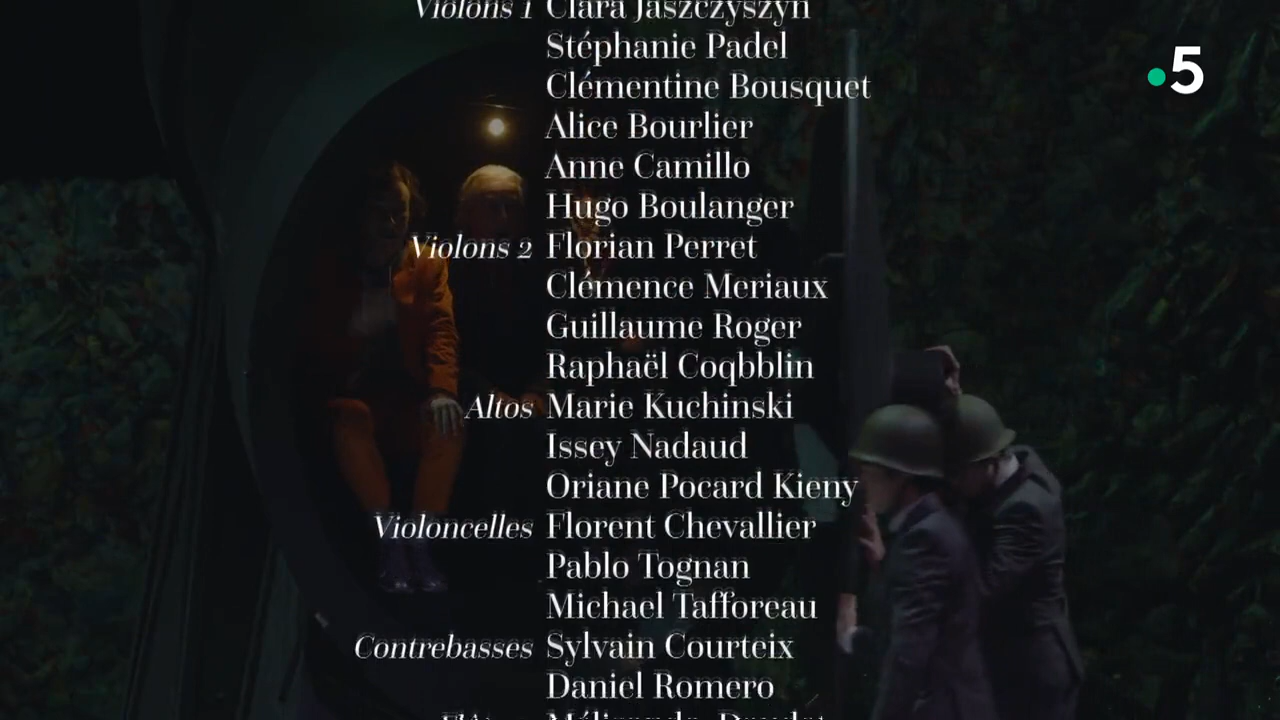 Violons 1 Clara Jaszczyszyn
Stéphanie Padel
Clémentine Bousquet
Alice Bourlier
Anne Camillo
Hugo Boulanger
Violons 2 Florian Perret
Clémence Meriaux
Guillaume Roger
Raphaël Coqbblin
Altos Marie Kuchinski
Issey Nadaud
Oriane Pocard Kieny
Violoncelles Florent Chevallier
Pablo Tognan
Michael Tafforeau
Contrebasses Sylvain Courteix
Daniel Romero
5